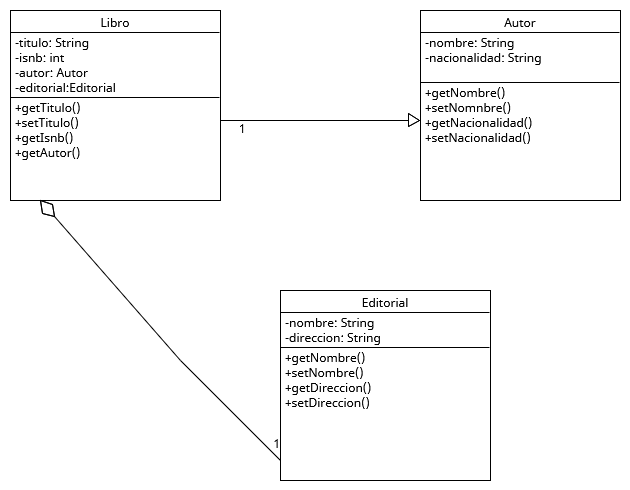 Libro
-titulo: String
-isnb: int
-autor: Autor
-editorial:Editorial
+getTitulo()
+setTitulo()
+getIsnb()
+getAutor()
1
Autor
-nombre: String
-nacionalidad: String
+getNombre()
+setNomnbre()
+getNacionalidad()
+setNacionalidad()
Editorial
-nombre: String
-direccion: String
+getNombre()
+setNombre()
+getDireccion()
+setDireccion()
1